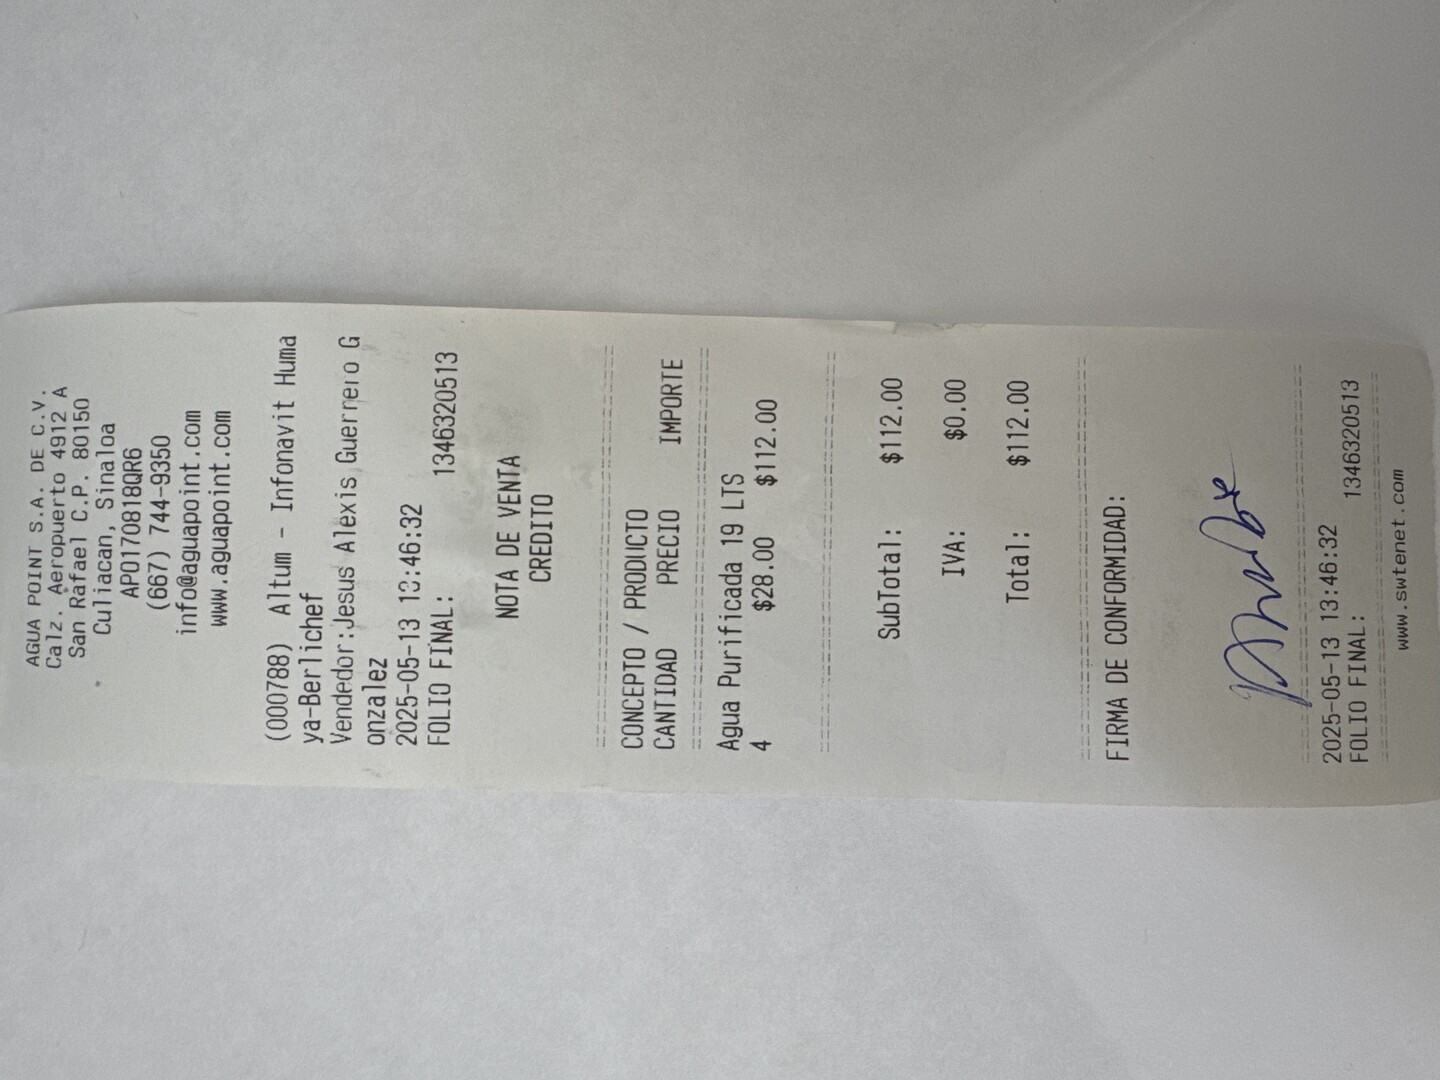 AGUA POINT S.A. DE C.V.
Calz. Aeropuerto 4912 A
San Rafael C.P. 80150
Culiacan, Sinaloa
APO170818QR6
(667) 744-9350
info@aguapoint.com
www.aguapoint.com
(000788) Altum - Infonavit Huma
ya-Berlichef
Vendedor:Jesus Alexis Guerrero G
onzalez
2025-05-13 13:46:32
FOLIO FINAL: 1346320513
NOTA DE VENTA
CREDITO
CONCEPTO / PRODUCTO
CANTIDAD PRECIO IMPORTE
Agua Purificada 19 LTS
4 $28.00 $112.00
SubTotal: $112.00
IVA: $0.00
Total: $112.00
FIRMA DE CONFORMIDAD:
2025-05-13 13:46:32
FOLIO FINAL: 1346320513
www.swtenet.com